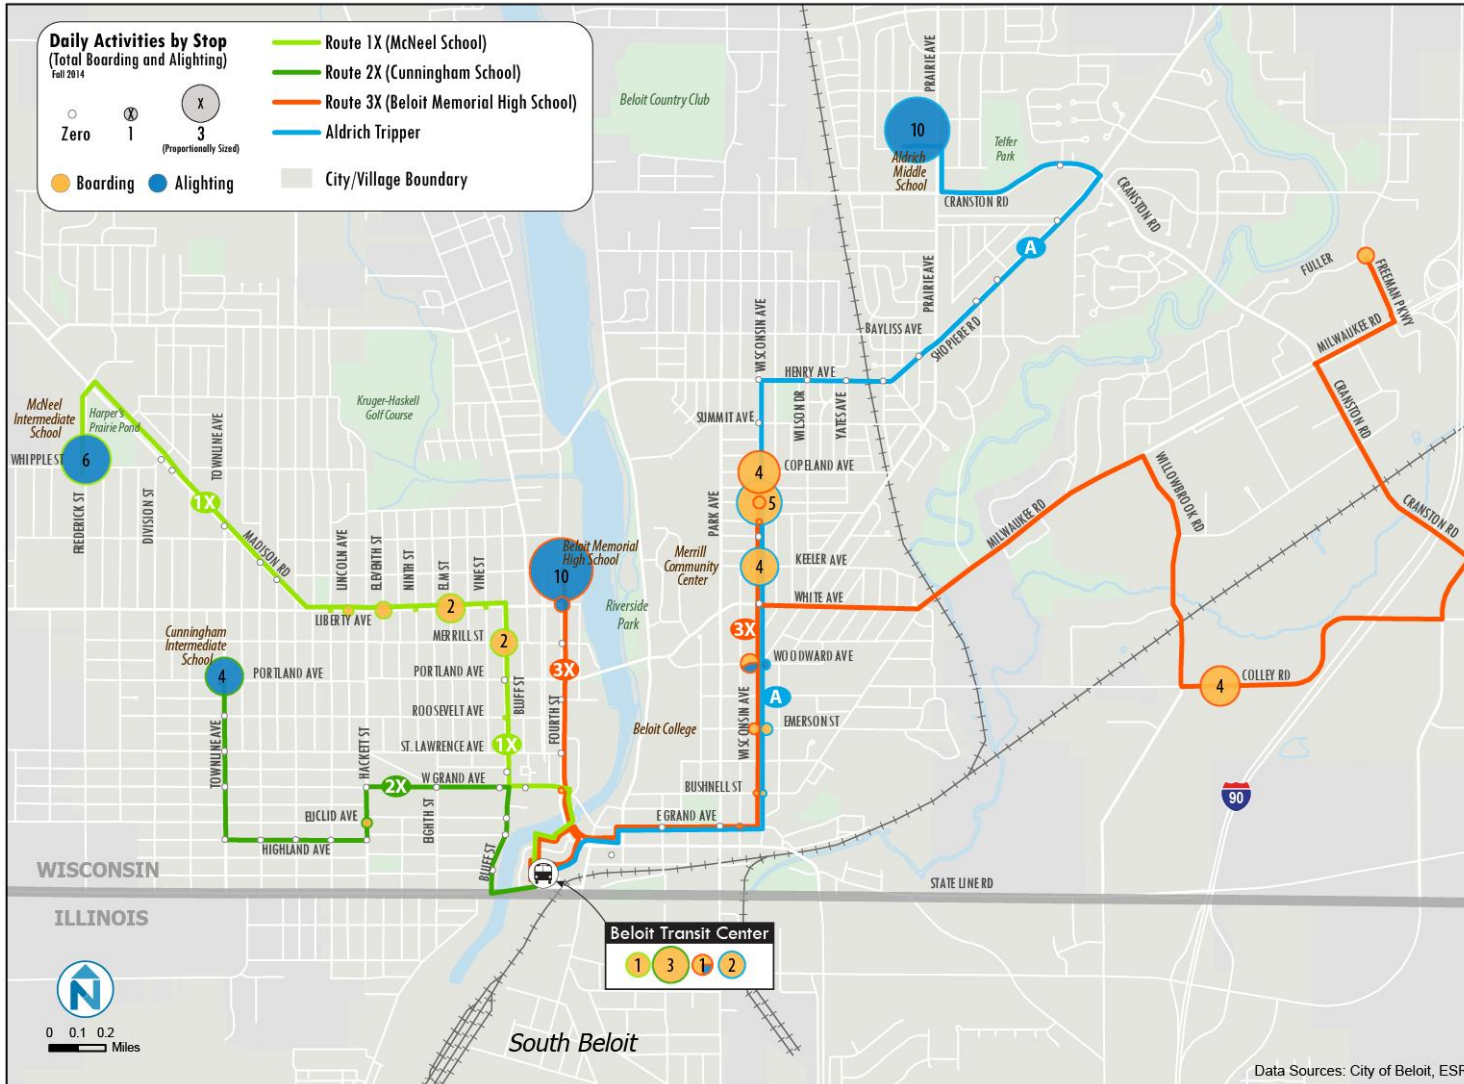 Daily Activities by Stop
(Total Boarding and Alighting)
Fall 2014
X
X
Zero
1
3
(Proportionally Sized)
Boarding
Alighting
Route 1X (McNeel School)
Route 2X (Cunningham School)
Route 3X (Beloit Memorial High School)
Aldrich Tripper
City/Village Boundary
Beloit Country Club
PRAIRIE AVE
10
Aldrich
Middle
School
Telfer
Park
CRANSTON RD
CRANSTON RD
A
FULLER
FREEMAN PKWY
PRAIRIE AVE
BAYLISS AVE
SHOPIERE RD
MILWAUKEE RD
WISCONSIN AVE
HENRY AVE
CRANSTON RD
McNeel
Intermediate
School
Harper's
Prairie Pond
Kruger-Haskell
Golf Course
SUMMIT AVE
WILSON DR
YATES AVE
TOWNLINE AVE
WHIPPLE ST
6
4
COPELAND AVE
WILLOWBROOK RD
FREDERICK ST
DIVISION ST
1X
PARK AVE
5
MILWAUKEE RD
CRANSTON RD
MADISON RD
LINCOLN AVE
ELEVENTH ST
NINTH ST
ELM ST
VINE ST
Beloit Memorial
High School
10
Merrill
Community
Center
4
KEELER AVE
2
WHITE AVE
LIBERTY AVE
Riverside
Park
Cunningham
Intermediate
School
MERRILL ST
2
3X
4
PORTLAND AVE
PORTLAND AVE
3X
WOODWARD AVE
COLLEY RD
4
BLUFF ST
FOURTH ST
WISCONSIN AVE
A
ROOSEVELT AVE
Beloit College
EMERSON ST
TOWNLINE AVE
HACKETT ST
ST. LAWRENCE AVE
1X
2X
W GRAND AVE
BUSHNELL ST
90
EUCLID AVE
EIGHTH ST
E GRAND AVE
HIGHLAND AVE
BLUFF ST
WISCONSIN
STATE LINE RD
ILLINOIS
Beloit Transit Center
1
3
1
2
N
0 0.1 0.2
Miles
South Beloit
Data Sources: City of Beloit, ESR